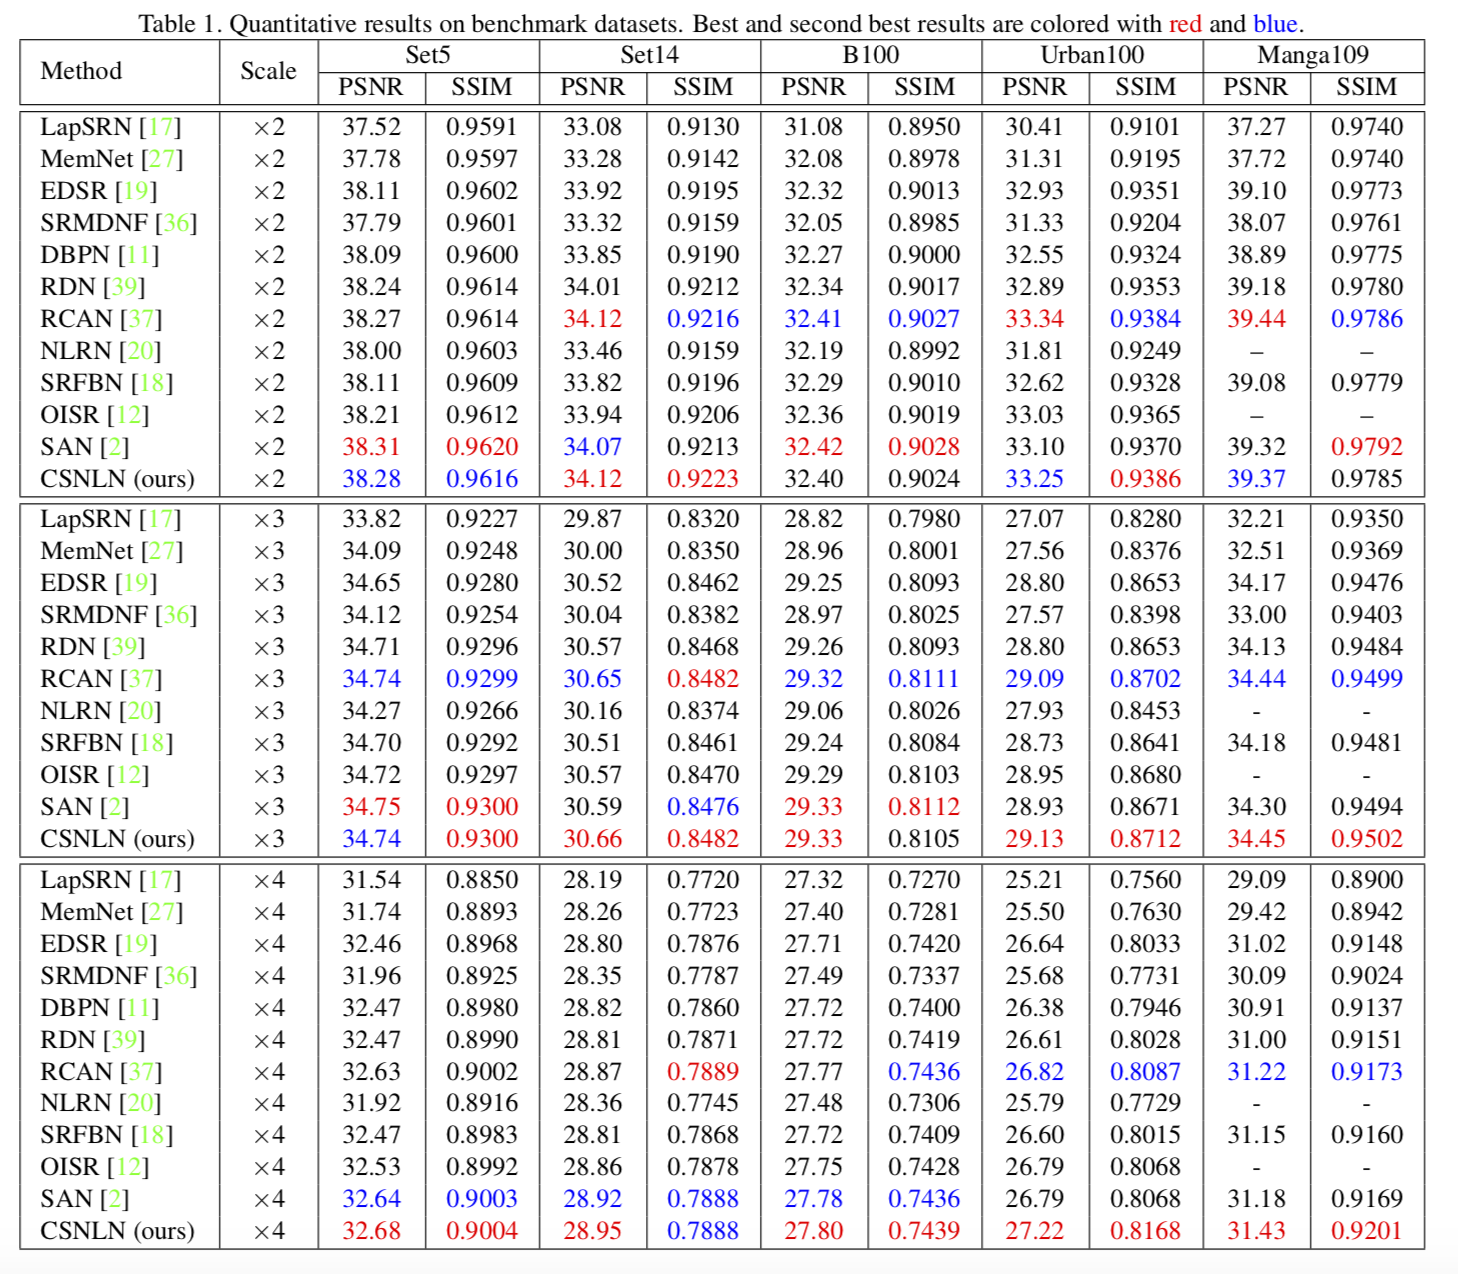 Table 1. Quantitative results on benchmark datasets. Best and second best results are colored with red and blue.
Method Scale Set5 Set14 B100 Urban100 Manga109
PSNR SSIM PSNR SSIM PSNR SSIM PSNR SSIM PSNR SSIM
LapSRN [17] ×2 37.52 0.9591 33.08 0.9130 31.08 0.8950 30.41 0.9101 37.27 0.9740
MemNet [27] ×2 37.78 0.9597 33.28 0.9142 32.08 0.8978 31.31 0.9195 37.72 0.9740
EDSR [19] ×2 38.11 0.9602 33.92 0.9195 32.32 0.9013 32.93 0.9351 39.10 0.9773
SRMDNF [36] ×2 37.79 0.9601 33.32 0.9159 32.05 0.8985 31.33 0.9204 38.07 0.9761
DBPN [11] ×2 38.09 0.9600 33.85 0.9190 32.27 0.9000 32.55 0.9324 38.89 0.9775
RDN [39] ×2 38.24 0.9614 34.01 0.9212 32.34 0.9017 32.89 0.9353 39.18 0.9780
RCAN [37] ×2 38.27 0.9614 34.12 0.9216 32.41 0.9027 33.34 0.9384 39.44 0.9786
NLRN [20] ×2 38.00 0.9603 33.46 0.9159 32.19 0.8992 31.81 0.9249 – –
SRFBN [18] ×2 38.11 0.9609 33.82 0.9196 32.29 0.9010 32.62 0.9328 39.08 0.9779
OISR [12] ×2 38.21 0.9612 33.94 0.9206 32.36 0.9019 33.03 0.9365 – –
SAN [2] ×2 38.31 0.9620 34.07 0.9213 32.42 0.9028 33.10 0.9370 39.32 0.9792
CSNLN (ours) ×2 38.28 0.9616 34.12 0.9223 32.40 0.9024 33.25 0.9386 39.37 0.9785
LapSRN [17] ×3 33.82 0.9227 29.87 0.8320 28.82 0.7980 27.07 0.8280 32.21 0.9350
MemNet [27] ×3 34.09 0.9248 30.00 0.8350 28.96 0.8001 27.56 0.8376 32.51 0.9369
EDSR [19] ×3 34.65 0.9280 30.52 0.8462 29.25 0.8093 28.80 0.8653 34.17 0.9476
SRMDNF [36] ×3 34.12 0.9254 30.04 0.8382 28.97 0.8025 27.57 0.8398 33.00 0.9403
RDN [39] ×3 34.71 0.9296 30.57 0.8468 29.26 0.8093 28.80 0.8653 34.13 0.9484
RCAN [37] ×3 34.74 0.9299 30.65 0.8482 29.32 0.8111 29.09 0.8702 34.44 0.9499
NLRN [20] ×3 34.27 0.9266 30.16 0.8374 29.06 0.8026 27.93 0.8453 - -
SRFBN [18] ×3 34.70 0.9292 30.51 0.8461 29.24 0.8084 28.73 0.8641 34.18 0.9481
OISR [12] ×3 34.72 0.9297 30.57 0.8470 29.29 0.8103 28.95 0.8680 - -
SAN [2] ×3 34.75 0.9300 30.59 0.8476 29.33 0.8112 28.93 0.8671 34.30 0.9494
CSNLN (ours) ×3 34.74 0.9300 30.66 0.8482 29.33 0.8105 29.13 0.8712 34.45 0.9502
LapSRN [17] ×4 31.54 0.8850 28.19 0.7720 27.32 0.7270 25.21 0.7560 29.09 0.8900
MemNet [27] ×4 31.74 0.8893 28.26 0.7723 27.40 0.7281 25.50 0.7630 29.42 0.8942
EDSR [19] ×4 32.46 0.8968 28.80 0.7876 27.71 0.7420 26.64 0.8033 31.02 0.9148
SRMDNF [36] ×4 31.96 0.8925 28.35 0.7787 27.49 0.7337 25.68 0.7731 30.09 0.9024
DBPN [11] ×4 32.47 0.8980 28.82 0.7860 27.72 0.7400 26.38 0.7946 30.91 0.9137
RDN [39] ×4 32.47 0.8990 28.81 0.7871 27.72 0.7419 26.61 0.8028 31.00 0.9151
RCAN [37] ×4 32.63 0.9002 28.87 0.7889 27.77 0.7436 26.82 0.8087 31.22 0.9173
NLRN [20] ×4 31.92 0.8916 28.36 0.7745 27.48 0.7306 25.79 0.7729 - -
SRFBN [18] ×4 32.47 0.8983 28.81 0.7868 27.72 0.7409 26.60 0.8015 31.15 0.9160
OISR [12] ×4 32.53 0.8992 28.86 0.7878 27.75 0.7428 26.79 0.8068 - -
SAN [2] ×4 32.64 0.9003 28.92 0.7888 27.78 0.7436 26.79 0.8068 31.18 0.9169
CSNLN (ours) ×4 32.68 0.9004 28.95 0.7888 27.80 0.7439 27.22 0.8168 31.43 0.9201